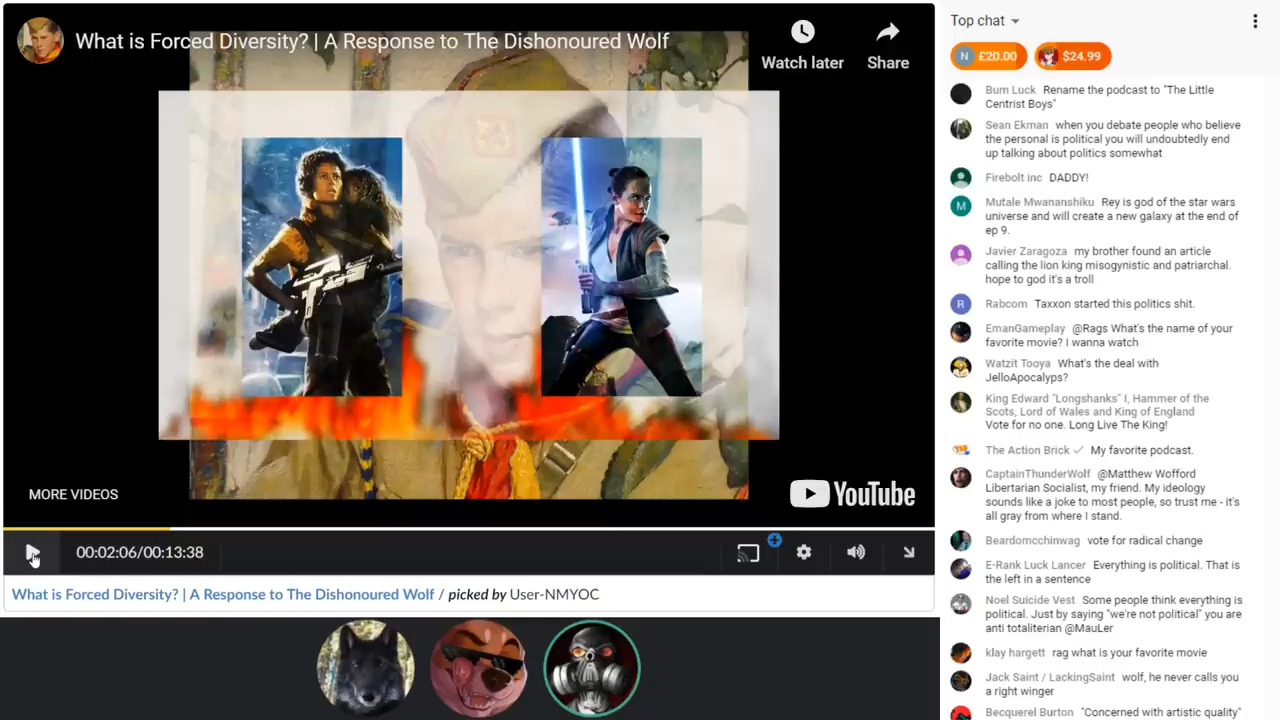 What is Forced Diversity? | A Response to The Dishonoured Wolf
Watch later
Share
MORE VIDEOS
YouTube
00:02:06/00:13:38
What is Forced Diversity? | A Response to The Dishonoured Wolf / picked by User-NMYOC
Top chat
N £20.00
$24.99
Bum Luck Rename the podcast to "The Little
Centrist Boys"
Sean Ekman when you debate people who believe
the personal is political you will undoubtedly end
up talking about politics somewhat
Firebolt inc DADDY!
M
Mutale Mwananshiku Rey is god of the star wars
universe and will create a new galaxy at the end of
ep 9.
Javier Zaragoza my brother found an article
calling the lion king misogynistic and patriarchal.
hope to god it's a troll
R
Rabcom Taxxon started this politics shit.
EmanGameplay @Rags What's the name of your
favorite movie? I wanna watch
Watzit Tooya What's the deal with
JelloApocalyps?
King Edward "Longshanks" I, Hammer of the
Scots, Lord of Wales and King of England
Vote for no one. Long Live The King!
The Action Brick My favorite podcast.
CaptainThunderWolf @Matthew Wofford
Libertarian Socialist, my friend. My ideology
sounds like a joke to most people, so trust me - it's
all gray from where I stand.
Beardomcchinwag vote for radical change
E-Rank Luck Lancer Everything is political. That is
the left in a sentence
Noel Suicide Vest Some people think everything is
political. Just by saying "we're not political" you are
anti totaliterian @MauLer
klay hargett rag what is your favorite movie
Jack Saint / LackingSaint wolf, he never calls you
a right winger
Becquerel Burton "Concerned with artistic quality"